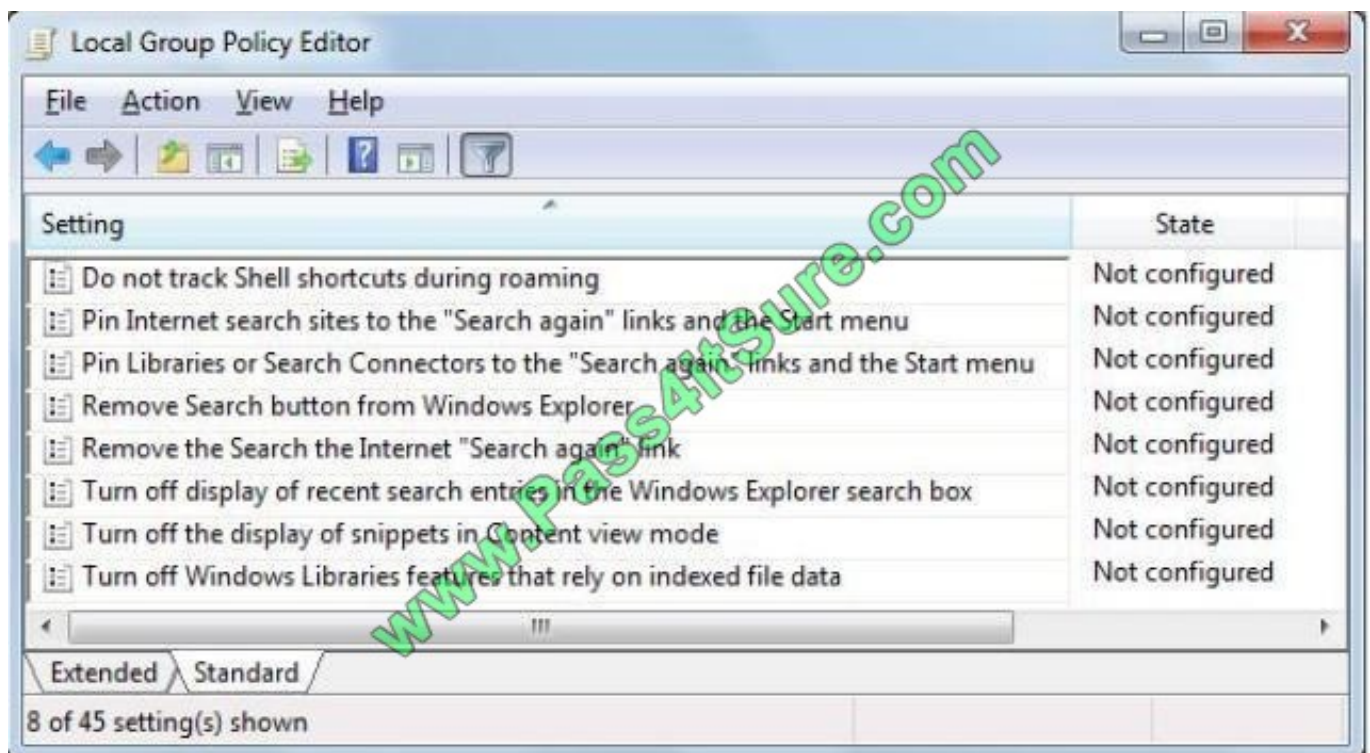 Local Group Policy Editor
File Action View Help
Setting State
Do not track Shell shortcuts during roaming Not configured
Pin Internet search sites to the "Search again" links and the Start menu Not configured
Pin Libraries or Search Connectors to the "Search again" links and the Start menu Not configured
Remove Search button from Windows Explorer Not configured
Remove the Search the Internet "Search again" link Not configured
Turn off display of recent search entries in the Windows Explorer search box Not configured
Turn off the display of snippets in Content view mode Not configured
Turn off Windows Libraries features that rely on indexed file data Not configured
Extended Standard
8 of 45 setting(s) shown
www.Pass4itSure.com